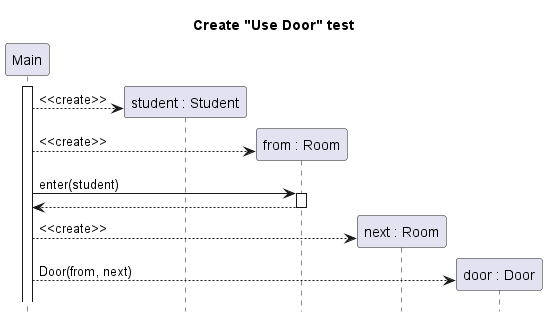 Create "Use Door" test
Main
<<create>>
student : Student
<<create>>
from : Room
enter(student)
<<create>>
next : Room
Door(from, next)
door : Door